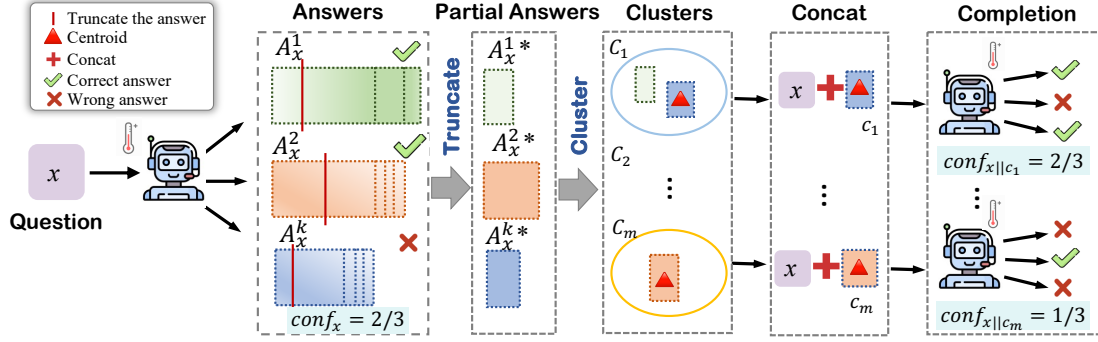 Truncate the answer
Centroid
Concat
Correct answer
Wrong answer
x
Question
Answers
A_x^1
A_x^2
A_x^k
conf_x = 2/3
Truncate
Partial Answers
A_x^1 *
A_x^2 *
A_x^k *
Cluster
Clusters
C_1
C_2
...
C_m
Concat
x
c_1
...
x
c_m
Completion
conf_{x||c_1} = 2/3
...
conf_{x||c_m} = 1/3